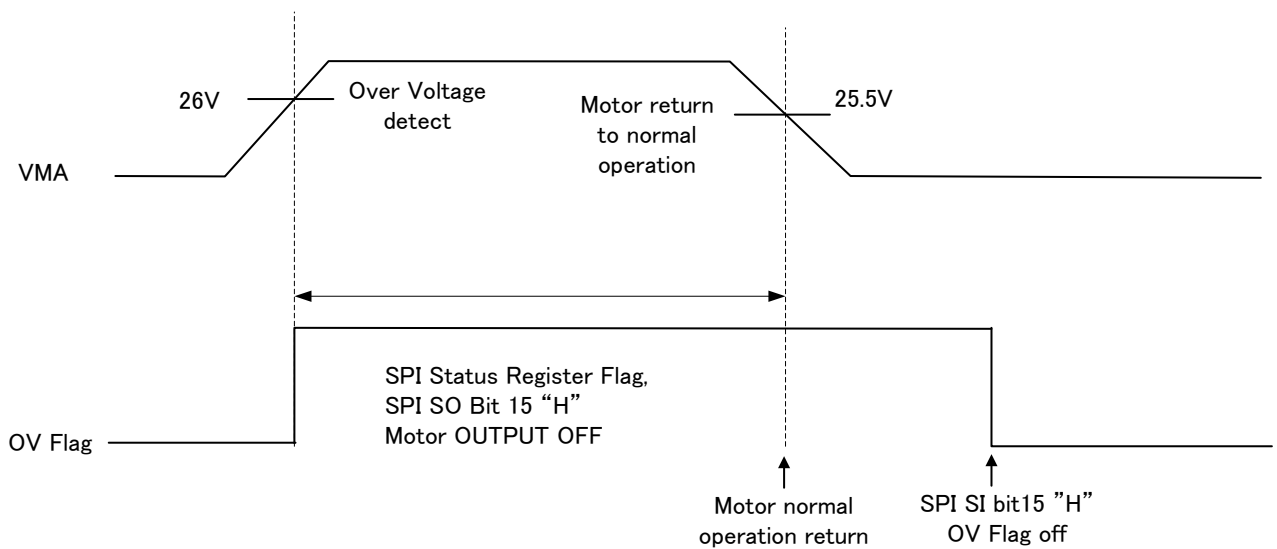 26V
Over Voltage
detect
Motor return
to normal
operation
25.5V
VMA
SPI Status Register Flag,
SPI SO Bit 15 “H”
Motor OUTPUT OFF
OV Flag
Motor normal
operation return
SPI SI bit15 ”H”
OV Flag off